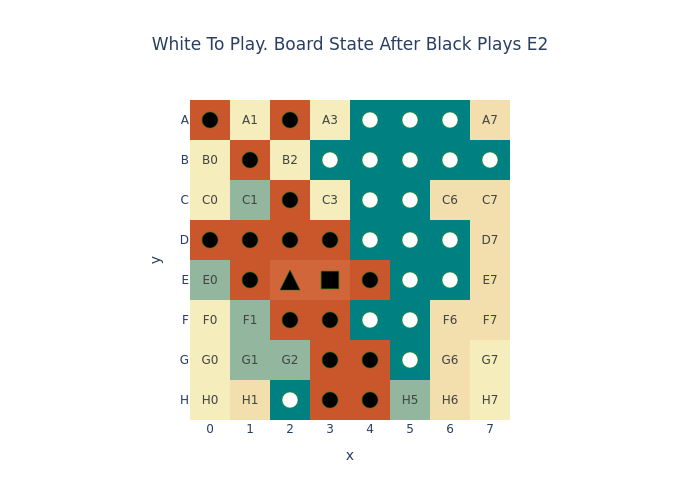 White To Play. Board State After Black Plays E2
A A1 A3 A7
B B0 B2
C C0 C1 C3 C6 C7
D D7
E E0 E7
F F0 F1 F6 F7
G G0 G1 G2 G6 G7
H H0 H1 H5 H6 H7
0 1 2 3 4 5 6 7
x
y